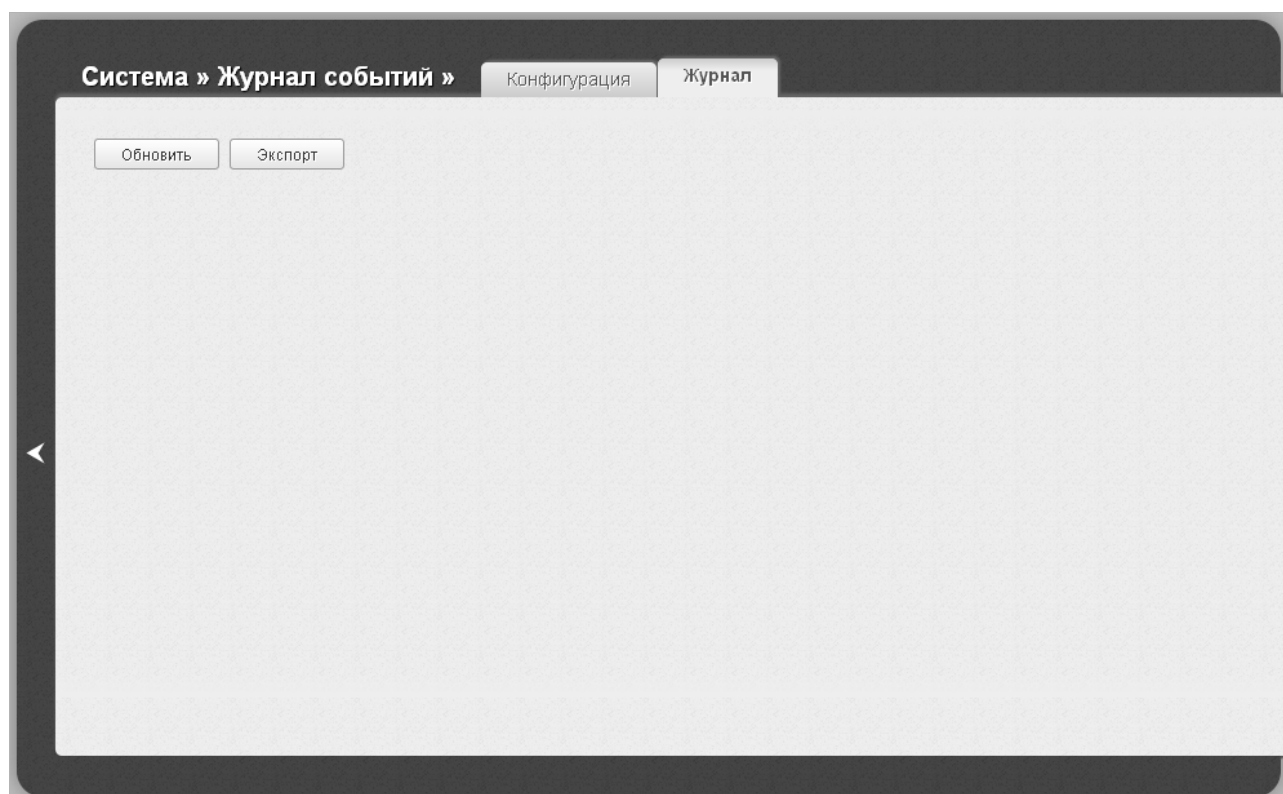 Система » Журнал событий » Конфигурация Журнал
Обновить Экспорт